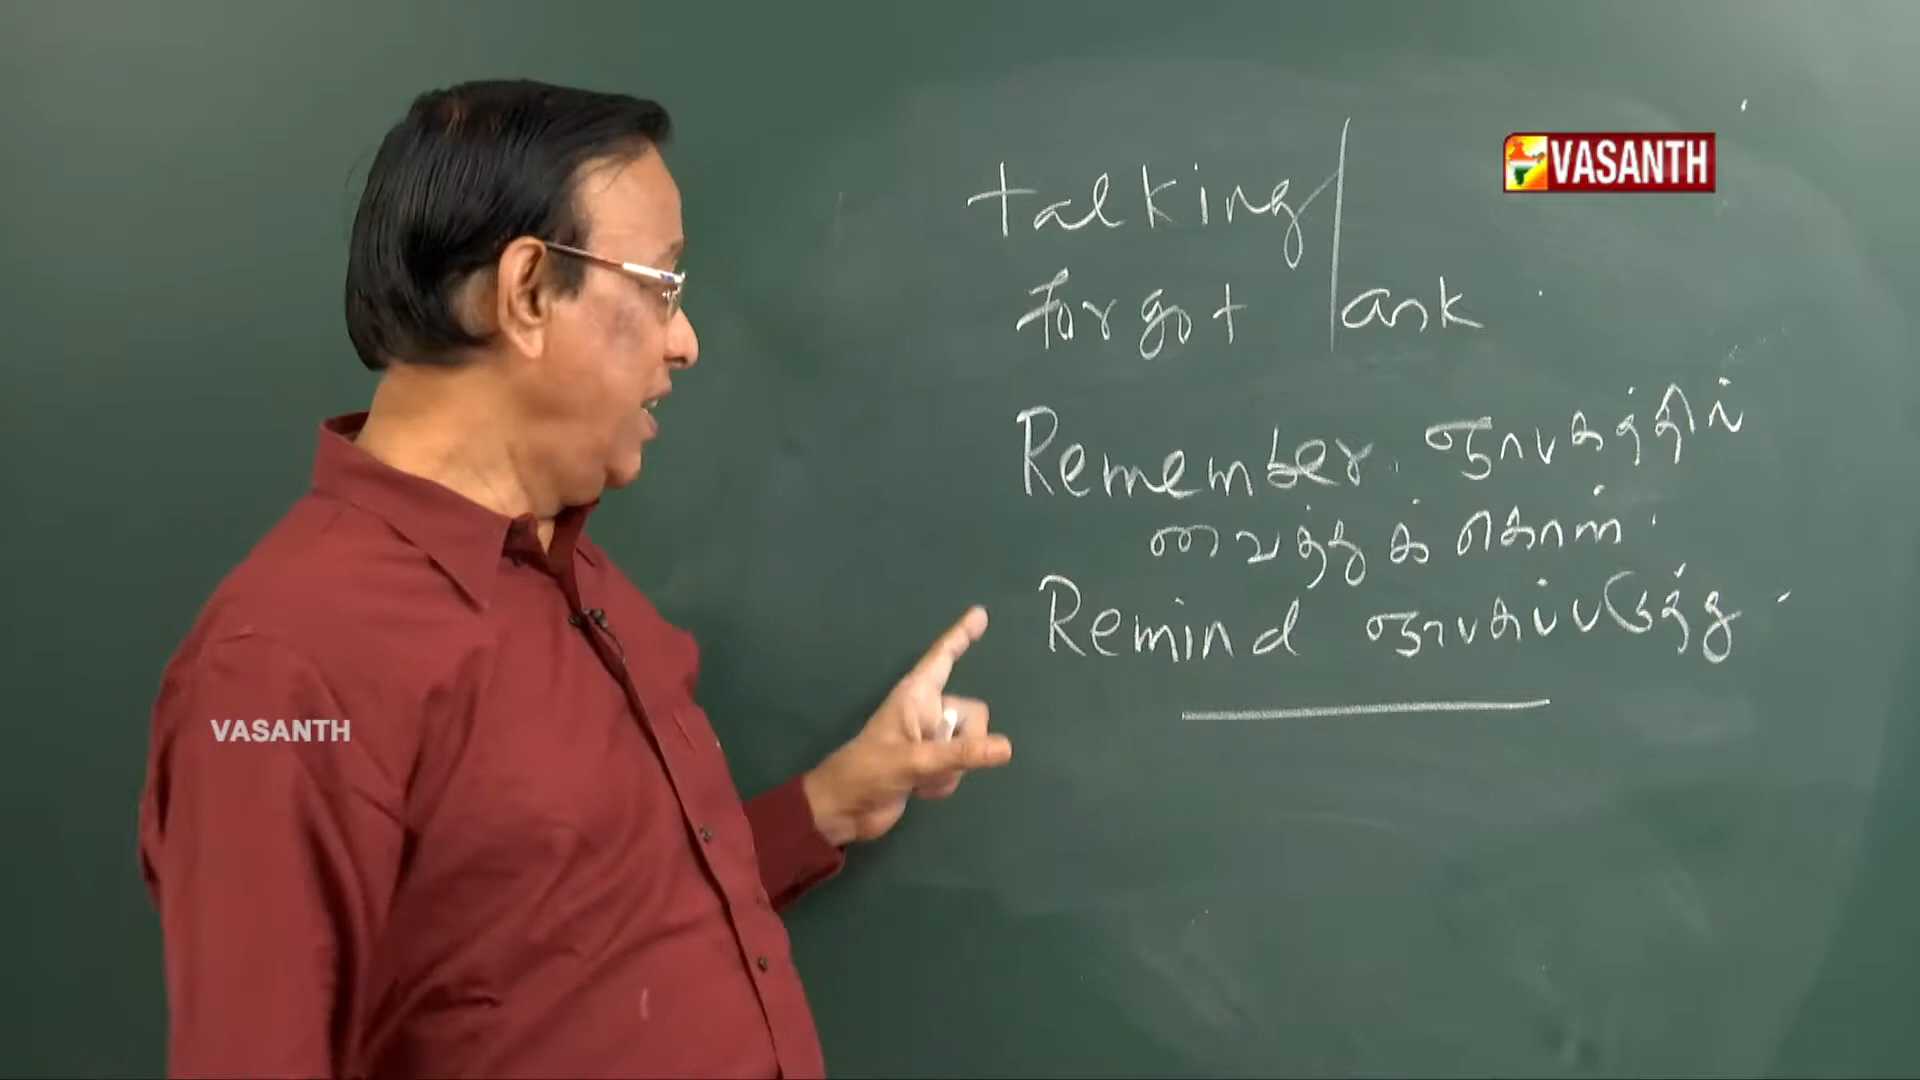 VASANTH
talking
forgot ask
Remember. ஞாபகத்தில்
வைத்துக் கொள்.
Remind ஞாபகப்படுத்து.
VASANTH